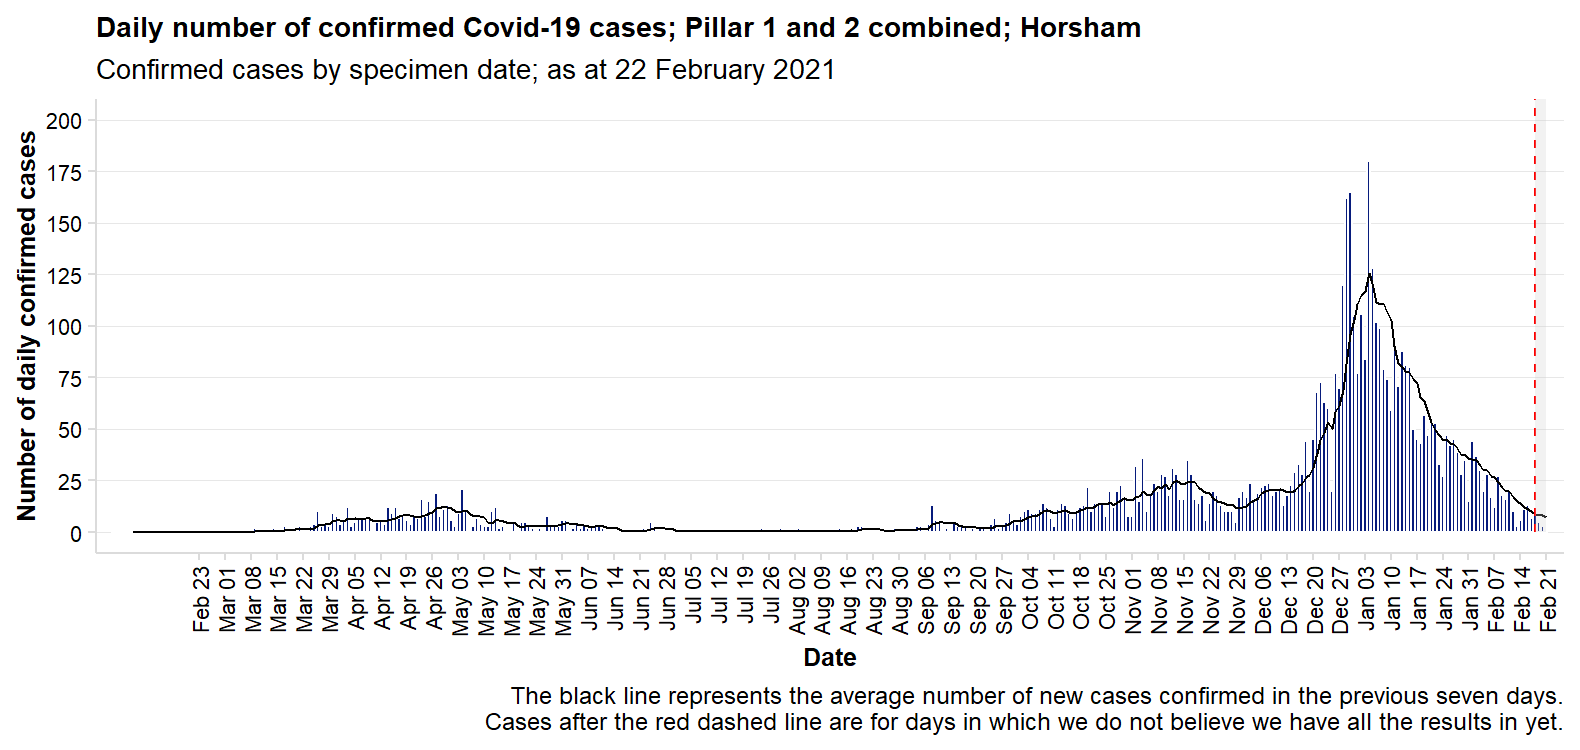 Daily number of confirmed Covid-19 cases; Pillar 1 and 2 combined; Horsham
Confirmed cases by specimen date; as at 22 February 2021
Number of daily confirmed cases
200
175
150
125
100
75
50
25
0
Feb 23
Mar 01
Mar 08
Mar 15
Mar 22
Mar 29
Apr 05
Apr 12
Apr 19
Apr 26
May 03
May 10
May 17
May 24
May 31
Jun 07
Jun 14
Jun 21
Jun 28
Jul 05
Jul 12
Jul 19
Jul 26
Aug 02
Aug 09
Aug 16
Aug 23
Aug 30
Sep 06
Sep 13
Sep 20
Sep 27
Oct 04
Oct 11
Oct 18
Oct 25
Nov 01
Nov 08
Nov 15
Nov 22
Nov 29
Dec 06
Dec 13
Dec 20
Dec 27
Jan 03
Jan 10
Jan 17
Jan 24
Jan 31
Feb 07
Feb 14
Feb 21
Date
The black line represents the average number of new cases confirmed in the previous seven days.
Cases after the red dashed line are for days in which we do not believe we have all the results in yet.